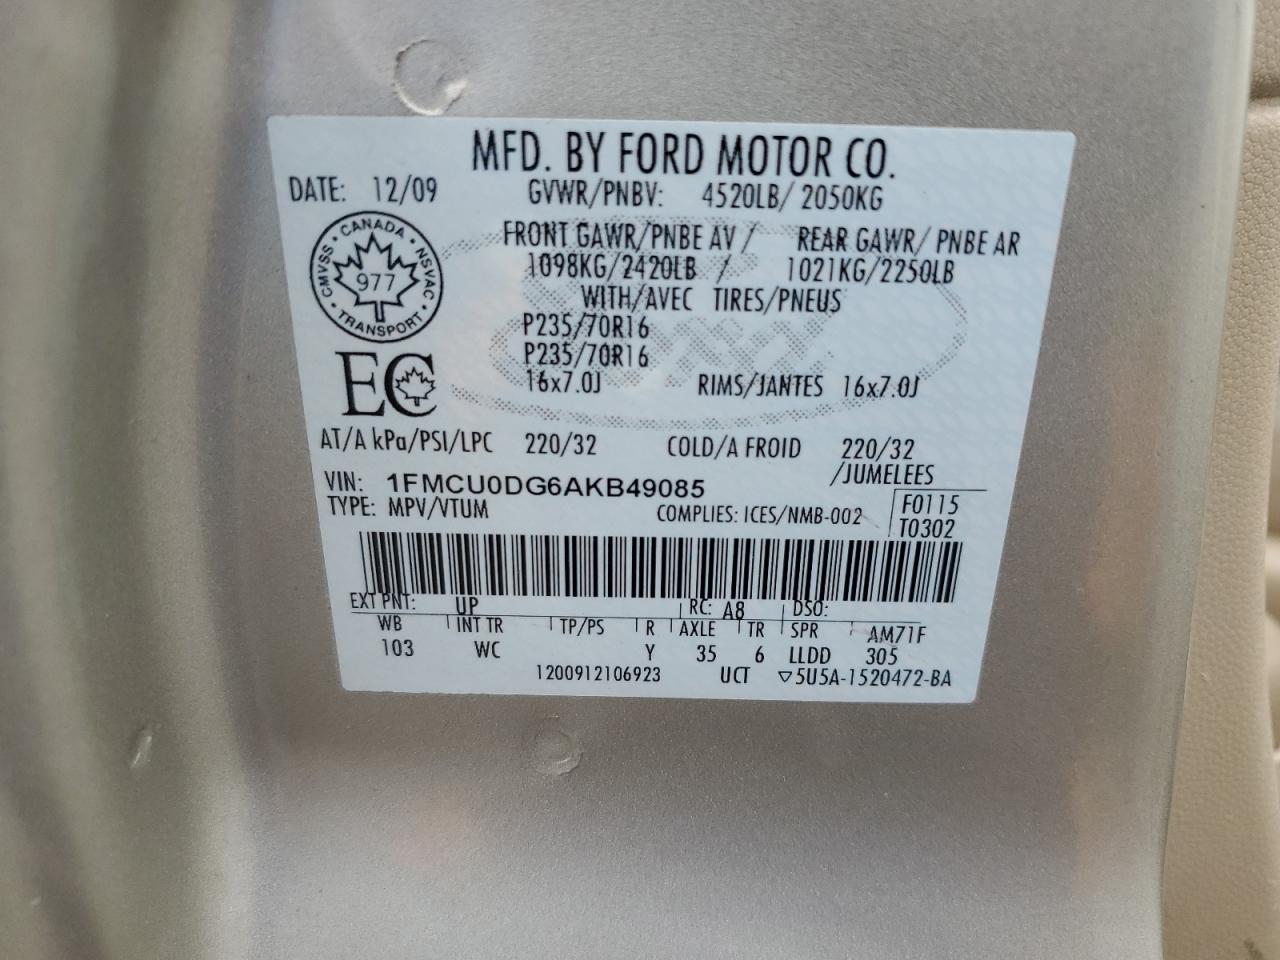 MFD. BY FORD MOTOR CO.
DATE: 12/09 GVWR/PNBV: 4520LB/ 2050KG
FRONT GAWR/PNBE AV / REAR GAWR/ PNBE AR
1098KG/2420LB / 1021KG/2250LB
WITH/AVEC TIRES/PNEUS
P235/70R16
P235/70R16
16x7.0J RIMS/JANTES 16x7.0J
CANADA
CMVSS NSVAC
977
TRANSPORT
EC
AT/A kPa/PSI/LPC 220/32 COLD/A FROID 220/32
/JUMELEES
VIN: 1FMCU0DG6AKB49085
TYPE: MPV/VTUM COMPLIES: ICES/NMB-002
F0115
T0302
EXT PNT: UP RC: A8 DSO:
WB INT TR TP/PS R AXLE TR SPR AM71F
103 WC Y 35 6 LLDD 305
1200912106923 UCT ▽5U5A-1520472-BA